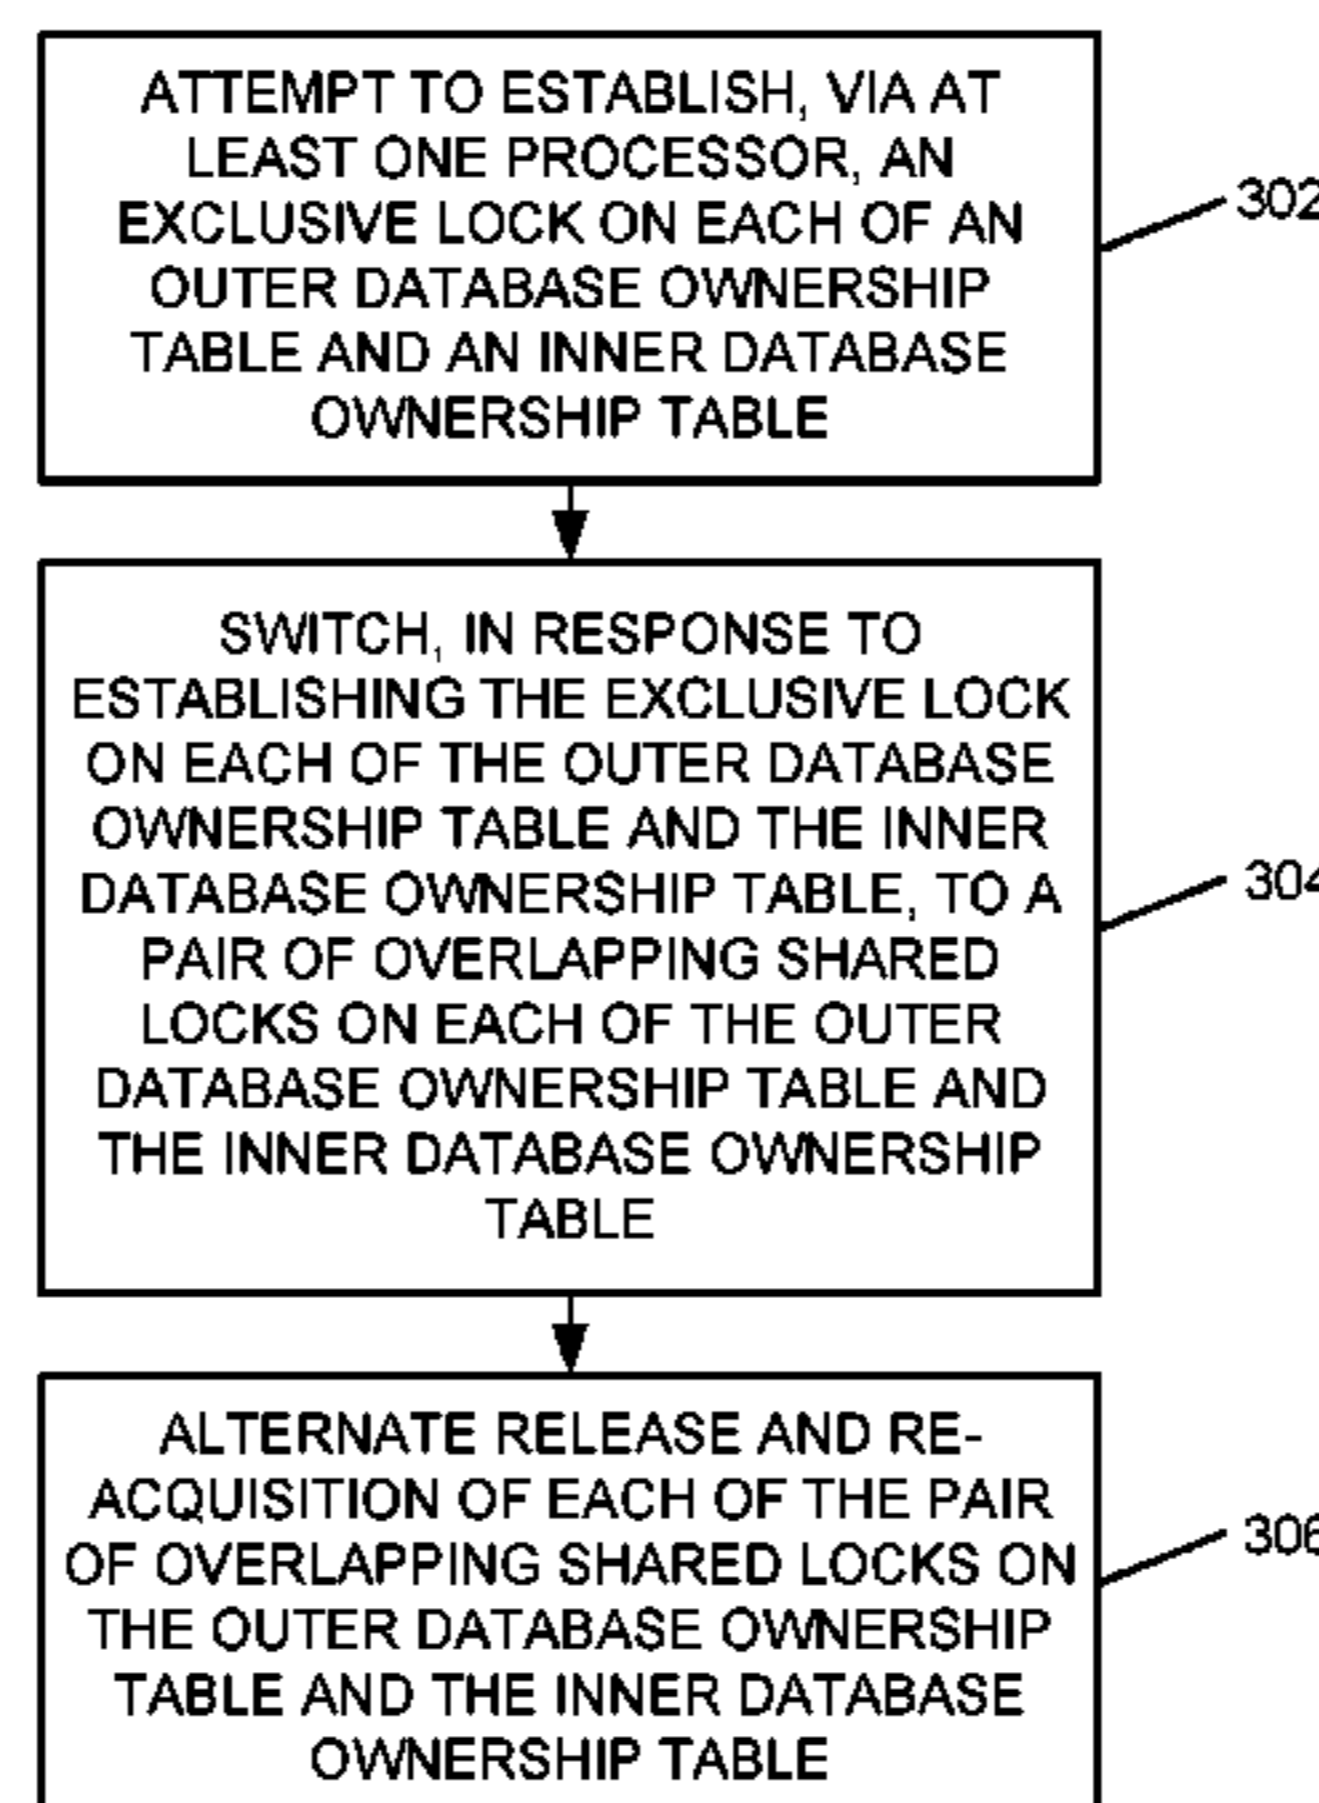 ATTEMPT TO ESTABLISH, VIA AT
LEAST ONE PROCESSOR, AN
EXCLUSIVE LOCK ON EACH OF AN
OUTER DATABASE OWNERSHIP
TABLE AND AN INNER DATABASE
OWNERSHIP TABLE
302
SWITCH, IN RESPONSE TO
ESTABLISHING THE EXCLUSIVE LOCK
ON EACH OF THE OUTER DATABASE
OWNERSHIP TABLE AND THE INNER
DATABASE OWNERSHIP TABLE, TO A
PAIR OF OVERLAPPING SHARED
LOCKS ON EACH OF THE OUTER
DATABASE OWNERSHIP TABLE AND
THE INNER DATABASE OWNERSHIP
TABLE
304
ALTERNATE RELEASE AND RE-
ACQUISITION OF EACH OF THE PAIR
OF OVERLAPPING SHARED LOCKS ON
THE OUTER DATABASE OWNERSHIP
TABLE AND THE INNER DATABASE
OWNERSHIP TABLE
306